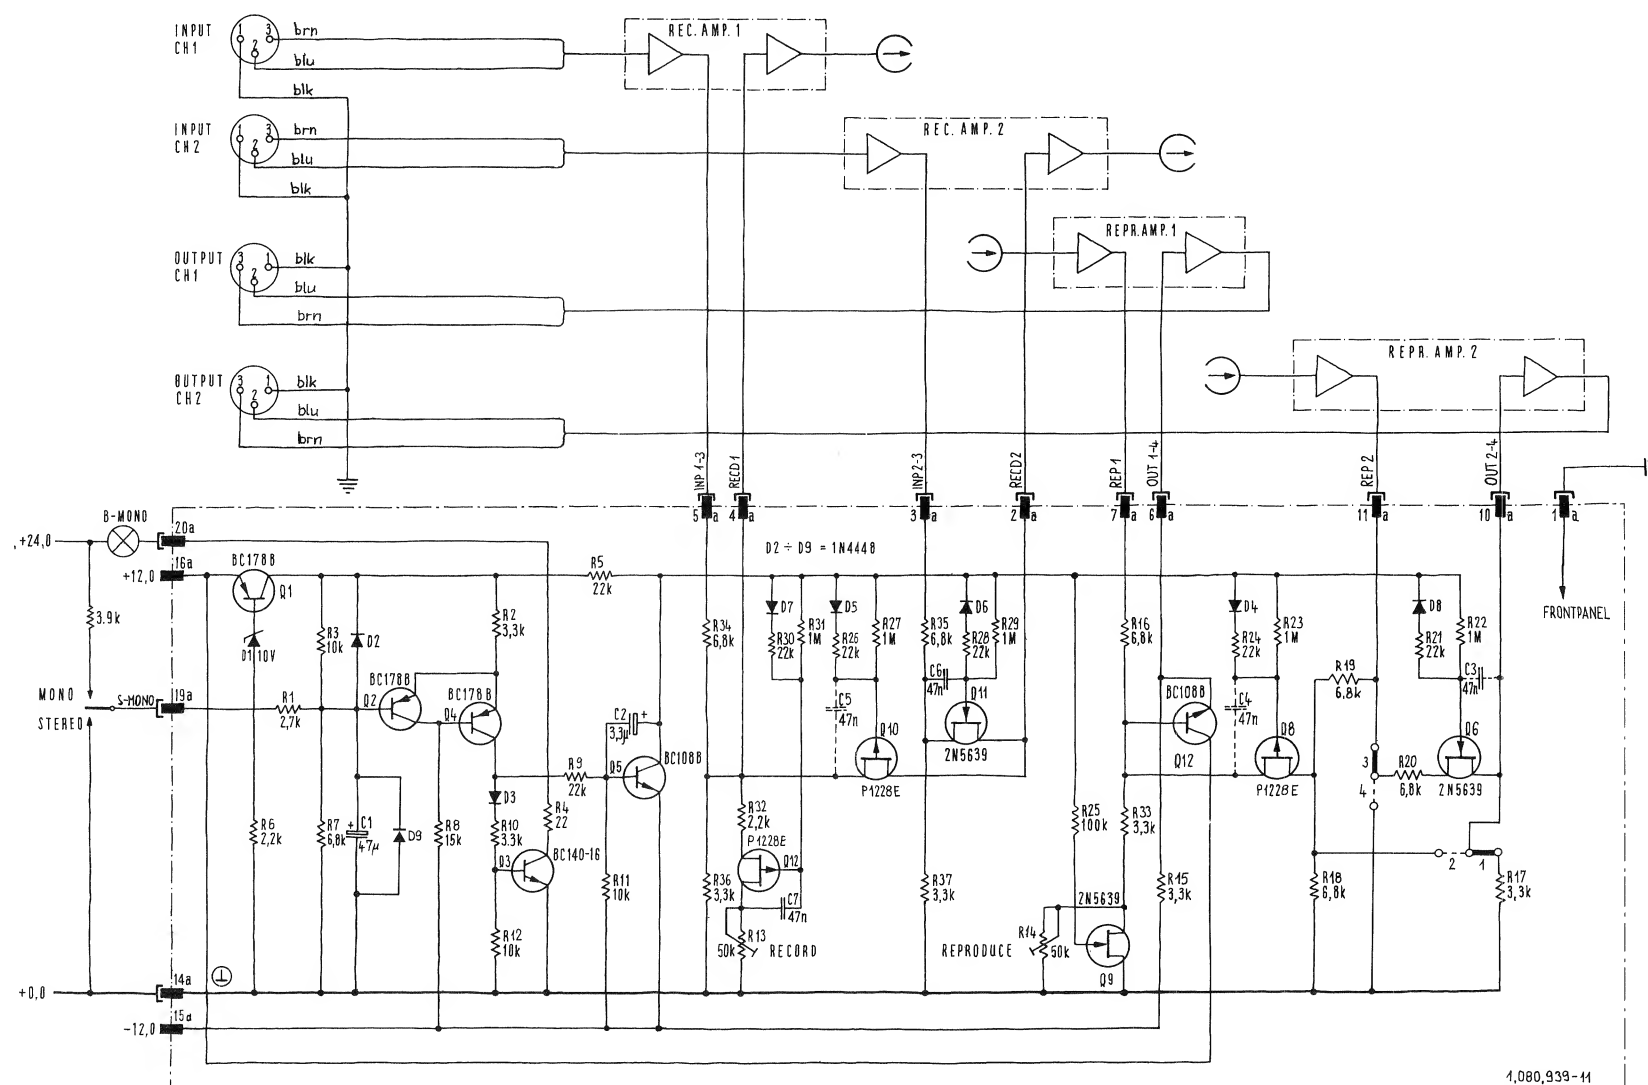 INPUT CH1
1 2 3
brn
blu
blk
REC.AMP.1
INPUT CH2
1 2 3
brn
blu
blk
REC. AMP. 2
OUTPUT CH1
3 2 1
blk
blu
brn
REPR.AMP.1
OUTPUT CH2
3 2 1
blk
blu
brn
REPR. AMP. 2
INP 1-3
RECD1
INP2-3
RECD2
REP1
OUT 1-4
REP 2
OUT 2-4
5 a
4 a
3 a
2 a
7 a
6 a
11 a
10 a
1 a
FRONTPANEL
B-MONO
+24,0
20a
+12,0
16a
3.9k
MONO
STEREO
S-MONO
19a
+0,0
14a
-12,0
15a
D2 ÷ D9 = 1N4448
BC178B
Q1
D1 10V
R6 2,2k
R1 2,7k
R3 10k
D2
R7 6,8k
C1 + 47µ
D9
BC178B
Q2
R8 15k
BC178B
Q4
R2 3,3k
D3
R10 3.3k
Q3
BC140-16
R12 10k
R4 22
R5 22k
R9 22k
C2 3,3µ +
Q5
BC108B
R11 10k
R34 6,8k
R36 3,3k
D7
R30 22k
R31 1M
R32 2,2k
P1228E
Q12
C7 47n
R13 50k
RECORD
D5
R26 22k
C5 47n
R27 1M
Q10
P1228E
R35 6,8k
C6 47n
R37 3,3k
D6
R28 22k
R29 1M
Q11
2N5639
R25 100k
R16 6,8k
R33 3,3k
2N5639
Q9
REPRODUCE
R14 50k
BC108B
Q12
R15 3,3k
D4
R24 22k
C4 47n
R23 1M
Q8
P1228E
R19 6,8k
R18 6,8k
3
4
R20 6,8k
D8
R21 22k
R22 1M
C3 47n
Q6
2N5639
2
1
R17 3,3k
1,080,939-11